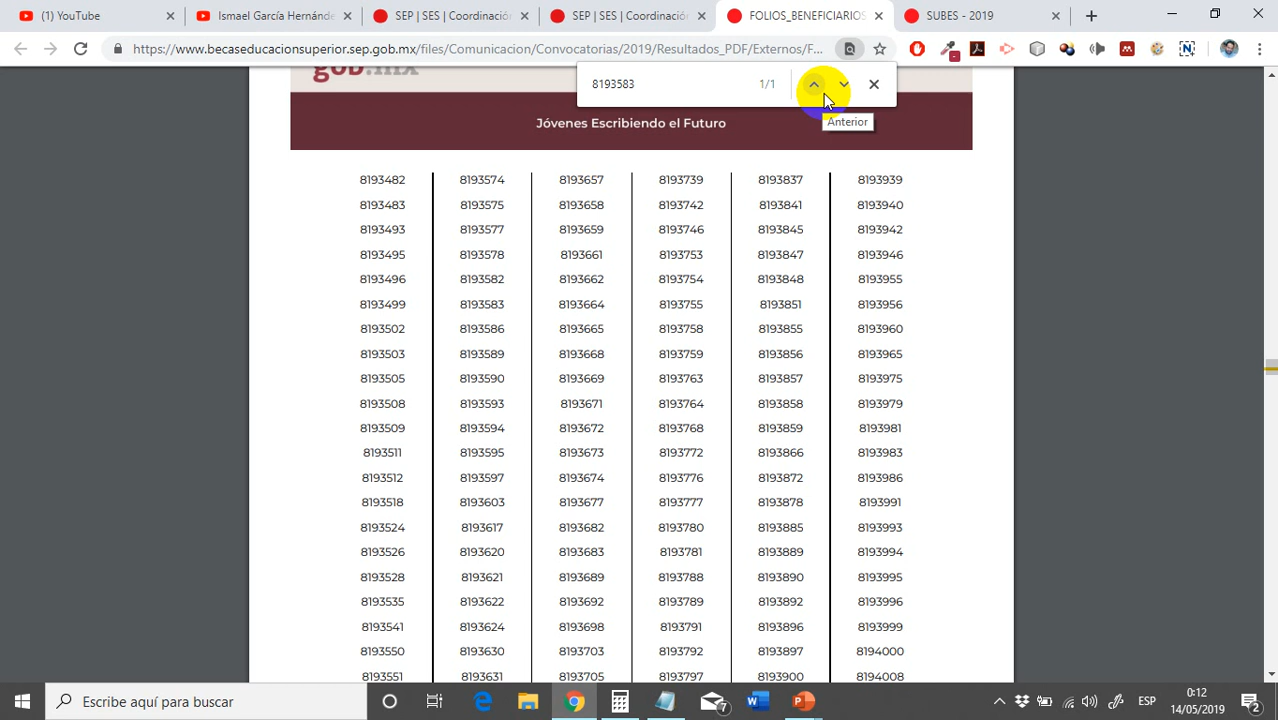 (1) YouTube
Ismael García Hernánde
SEP | SES | Coordinación
SEP | SES | Coordinación
FOLIOS_BENEFICIARIOS
SUBES - 2019
https://www.becaseducacionsuperior.sep.gob.mx/files/Comunicacion/Convocatorias/2019/Resultados_PDF/Externos/F...
gob.mx
8193583 1/1
Anterior
Jóvenes Escribiendo el Futuro
8193482 8193574 8193657 8193739 8193837 8193939
8193483 8193575 8193658 8193742 8193841 8193940
8193493 8193577 8193659 8193746 8193845 8193942
8193495 8193578 8193661 8193753 8193847 8193946
8193496 8193582 8193662 8193754 8193848 8193955
8193499 8193583 8193664 8193755 8193851 8193956
8193502 8193586 8193665 8193758 8193855 8193960
8193503 8193589 8193668 8193759 8193856 8193965
8193505 8193590 8193669 8193763 8193857 8193975
8193508 8193593 8193671 8193764 8193858 8193979
8193509 8193594 8193672 8193768 8193859 8193981
8193511 8193595 8193673 8193772 8193866 8193983
8193512 8193597 8193674 8193776 8193872 8193986
8193518 8193603 8193677 8193777 8193878 8193991
8193524 8193617 8193682 8193780 8193885 8193993
8193526 8193620 8193683 8193781 8193889 8193994
8193528 8193621 8193689 8193788 8193890 8193995
8193535 8193622 8193692 8193789 8193892 8193996
8193541 8193624 8193698 8193791 8193896 8193999
8193550 8193630 8193703 8193792 8193897 8194000
8193551 8193631 8193705 8193797 8193900 8194008
Escribe aquí para buscar
7
ESP
0:12
14/05/2019
2